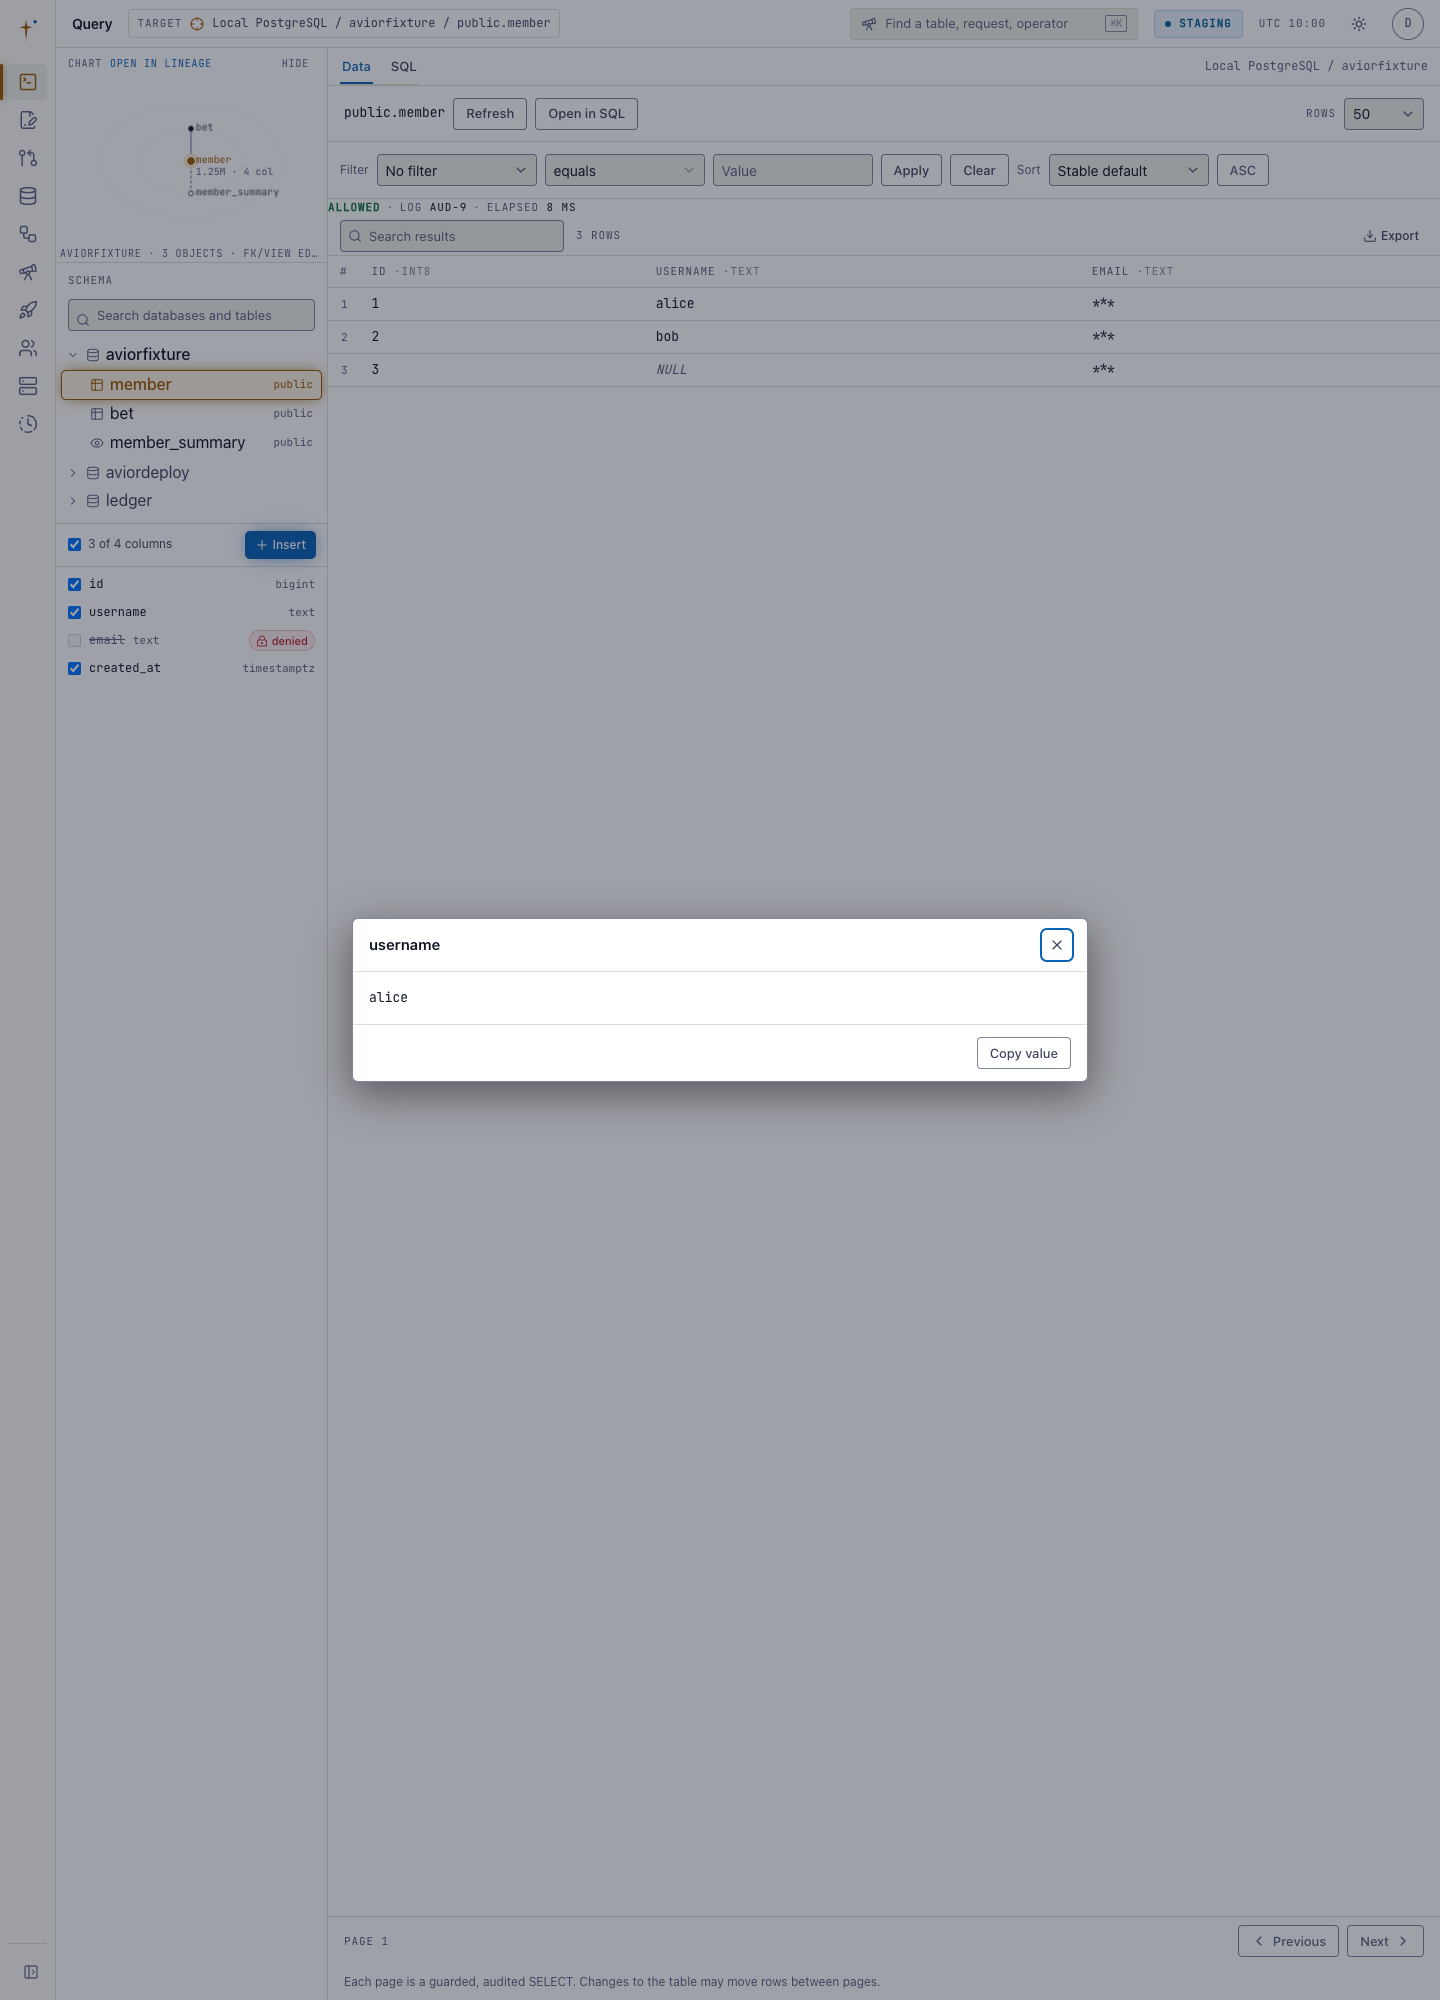 Query
TARGET Local PostgreSQL / aviorfixture / public.member
Find a table, request, operator ⌘K
STAGING
UTC 10:00
D
CHART OPEN IN LINEAGE HIDE
bet
member
1.25M · 4 col
member_summary
AVIORFIXTURE · 3 OBJECTS · FK/VIEW ED…
SCHEMA
Search databases and tables
aviorfixture
member public
bet public
member_summary public
aviordeploy
ledger
3 of 4 columns
+ Insert
id bigint
username text
email text denied
created_at timestamptz
Data SQL
Local PostgreSQL / aviorfixture
public.member Refresh Open in SQL
ROWS 50
Filter No filter equals Value Apply Clear Sort Stable default ASC
ALLOWED · LOG AUD-9 · ELAPSED 8 MS
Search results 3 ROWS Export
# ID ·INT8 USERNAME ·TEXT EMAIL ·TEXT
1 1 alice ***
2 2 bob ***
3 3 NULL ***
username
alice
Copy value
PAGE 1
Previous Next
Each page is a guarded, audited SELECT. Changes to the table may move rows between pages.